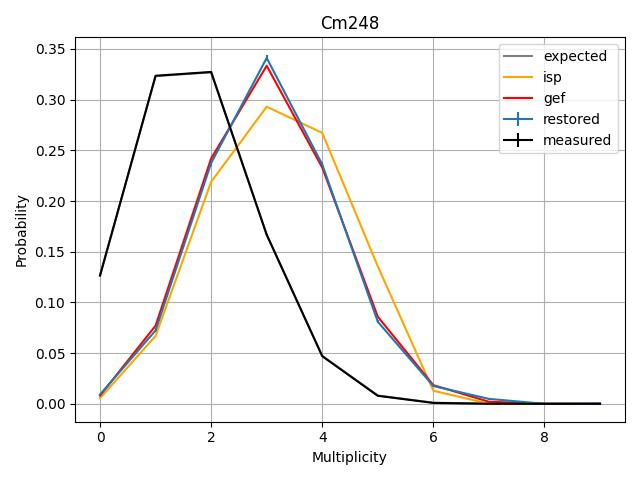 Cm248
0.35
0.30
0.25
0.20
0.15
0.10
0.05
0.00
Probability
0 2 4 6 8
Multiplicity
expected
isp
gef
restored
measured